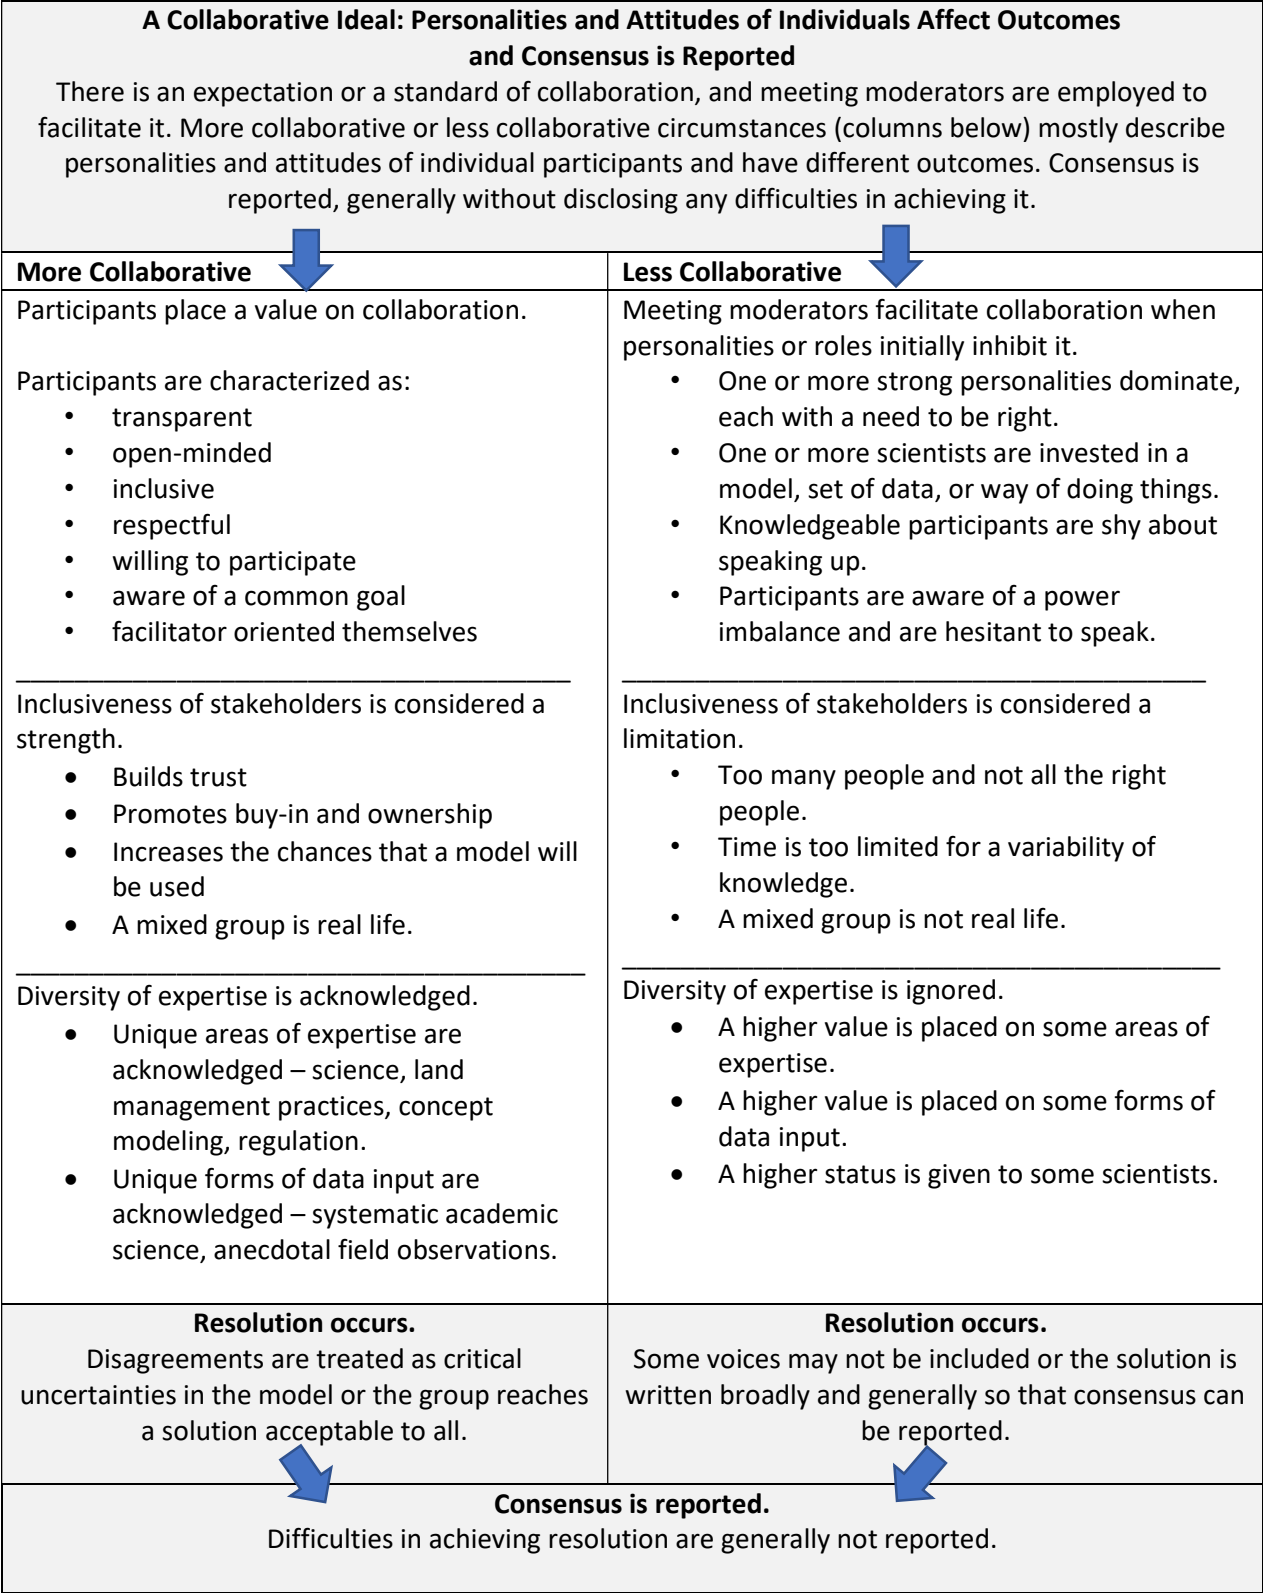 A Collaborative Ideal: Personalities and Attitudes of Individuals Affect Outcomes
and Consensus is Reported
There is an expectation or a standard of collaboration, and meeting moderators are employed to
facilitate it. More collaborative or less collaborative circumstances (columns below) mostly describe
personalities and attitudes of individual participants and have different outcomes. Consensus is
reported, generally without disclosing any difficulties in achieving it.
More Collaborative
Participants place a value on collaboration.
Participants are characterized as:
• transparent
• open-minded
• inclusive
• respectful
• willing to participate
• aware of a common goal
• facilitator oriented themselves
Inclusiveness of stakeholders is considered a
strength.
• Builds trust
• Promotes buy-in and ownership
• Increases the chances that a model will
be used
• A mixed group is real life.
Diversity of expertise is acknowledged.
• Unique areas of expertise are
acknowledged – science, land
management practices, concept
modeling, regulation.
• Unique forms of data input are
acknowledged – systematic academic
science, anecdotal field observations.
Resolution occurs.
Disagreements are treated as critical
uncertainties in the model or the group reaches
a solution acceptable to all.
Less Collaborative
Meeting moderators facilitate collaboration when
personalities or roles initially inhibit it.
• One or more strong personalities dominate,
each with a need to be right.
• One or more scientists are invested in a
model, set of data, or way of doing things.
• Knowledgeable participants are shy about
speaking up.
• Participants are aware of a power
imbalance and are hesitant to speak.
Inclusiveness of stakeholders is considered a
limitation.
• Too many people and not all the right
people.
• Time is too limited for a variability of
knowledge.
• A mixed group is not real life.
Diversity of expertise is ignored.
• A higher value is placed on some areas of
expertise.
• A higher value is placed on some forms of
data input.
• A higher status is given to some scientists.
Resolution occurs.
Some voices may not be included or the solution is
written broadly and generally so that consensus can
be reported.
Consensus is reported.
Difficulties in achieving resolution are generally not reported.